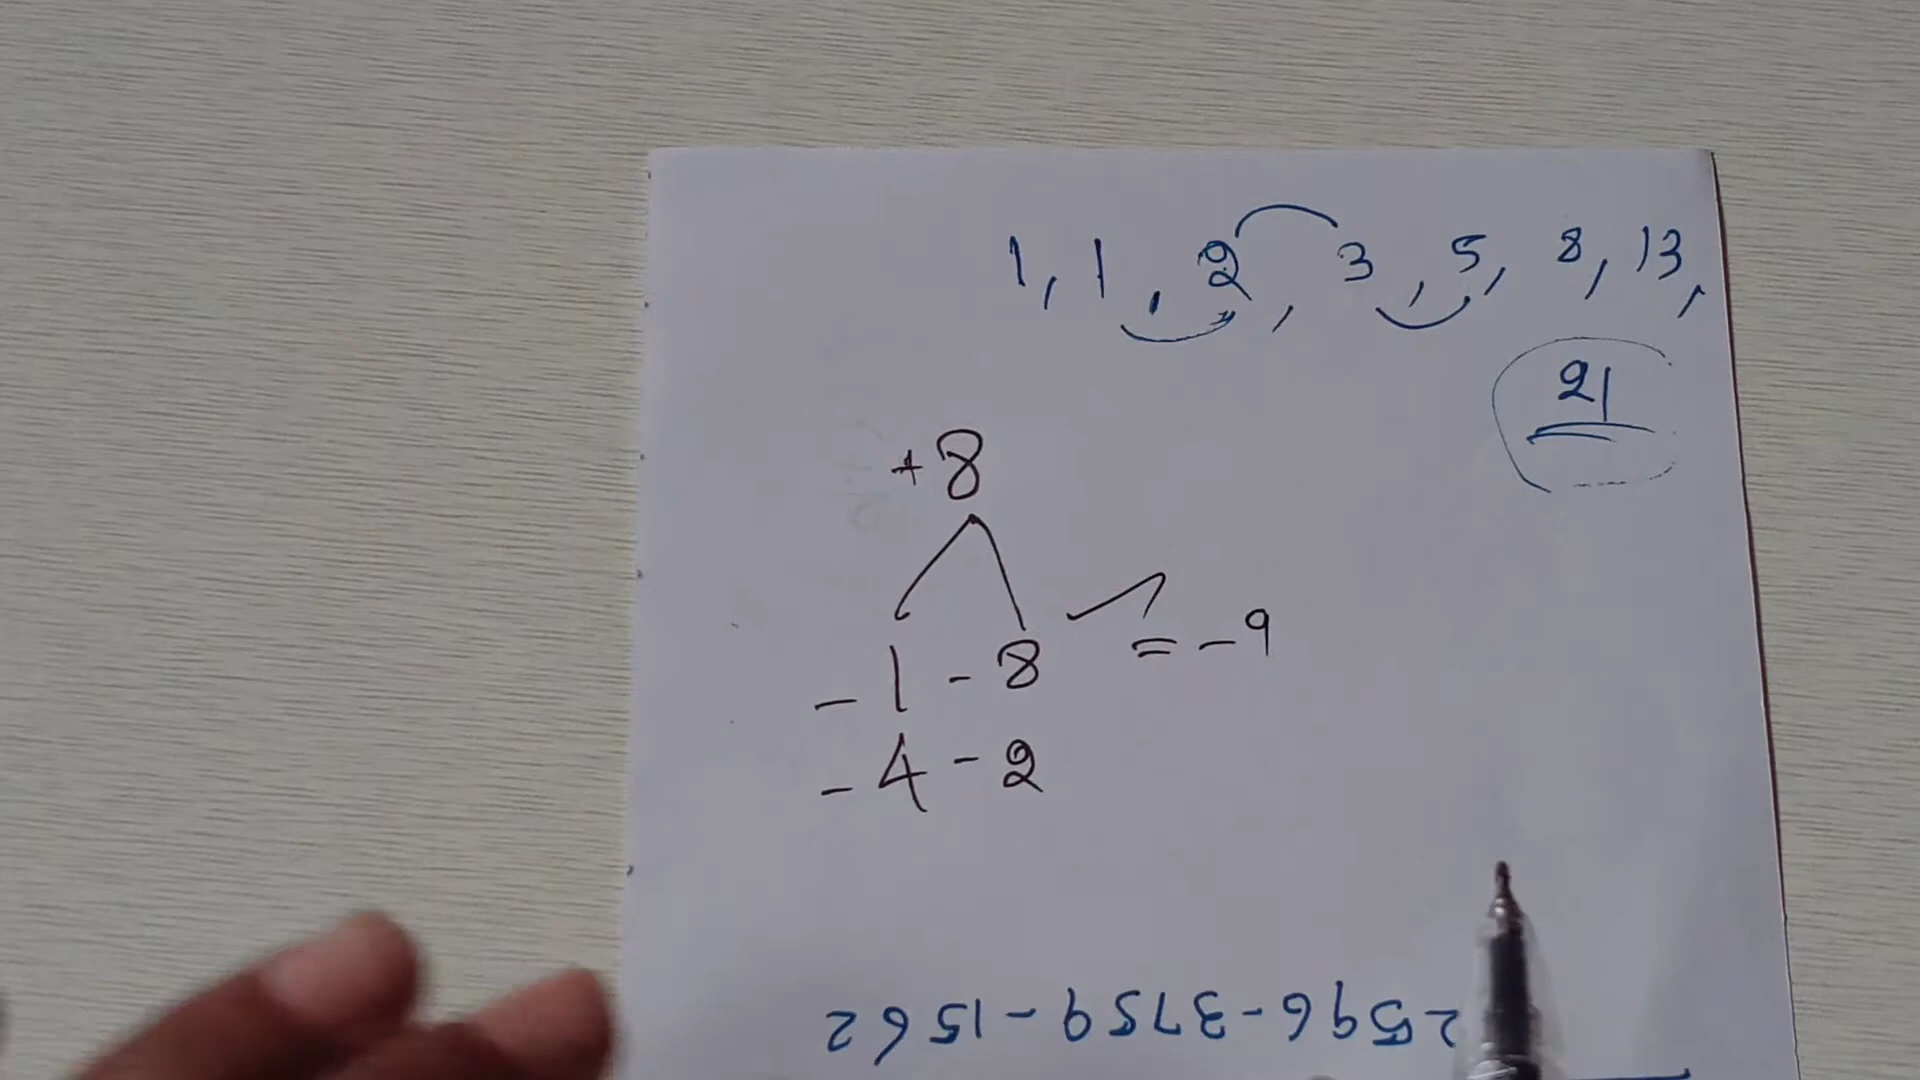 1, 1, 2, 3, 5, 8, 13,
21
+8
-1 -8 = -9
-4 -2
2596-3759-1562